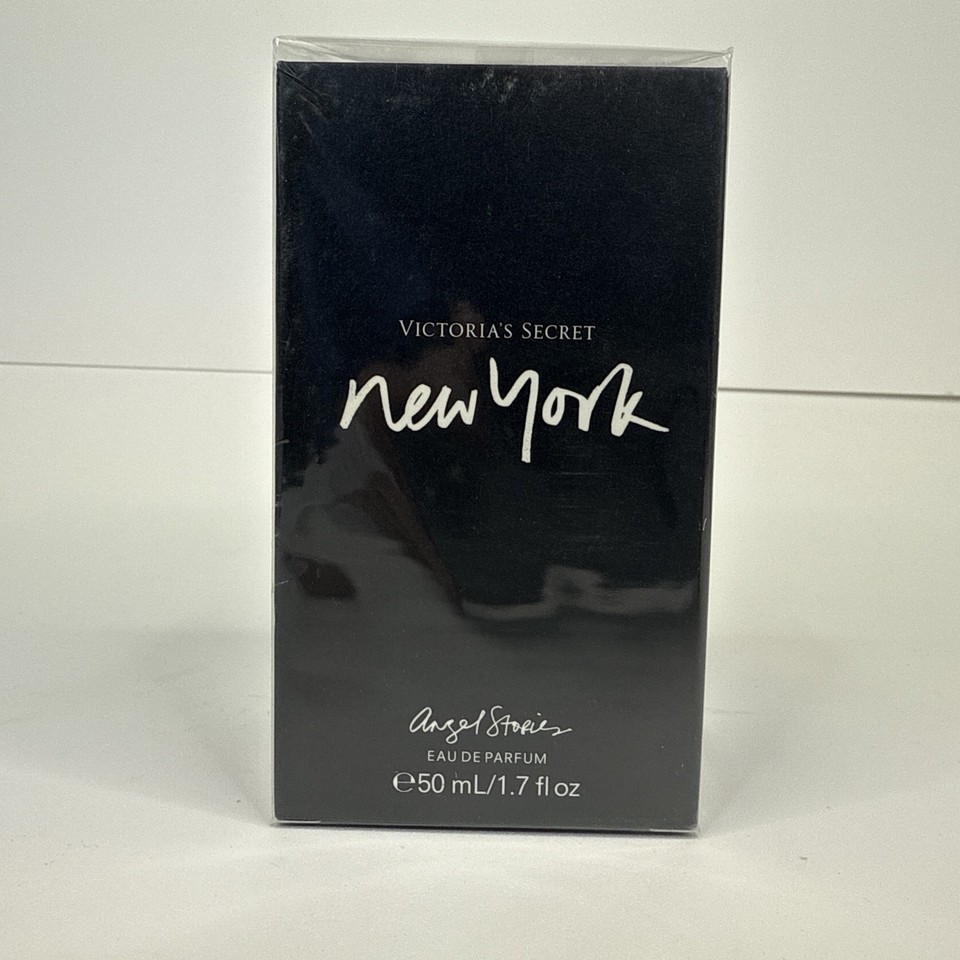 VICTORIA'S SECRET
new York
Angel Stories
EAU DE PARFUM
℮50 mL/1.7 fl oz